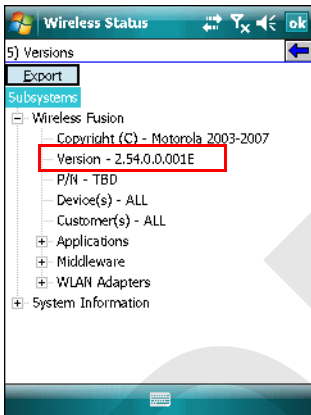 Wireless Status ok
5) Versions
Export
Subsystems
Wireless Fusion
Copyright (C) - Motorola 2003-2007
Version - 2.54.0.0.001E
P/N - TBD
Device(s) - ALL
Customer(s) - ALL
Applications
Middleware
WLAN Adapters
System Information